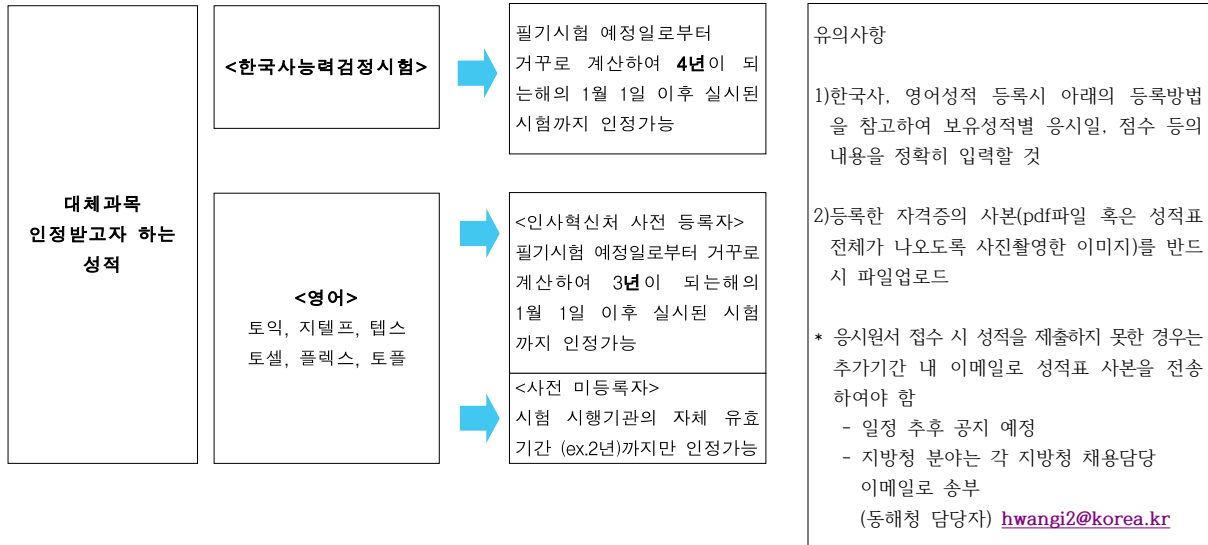 대체과목
인정받고자 하는
성적
<한국사능력검정시험>
필기시험 예정일로부터
거꾸로 계산하여 4년이 되
는해의 1월 1일 이후 실시된
시험까지 인정가능
<영어>
토익, 지텔프, 텝스
토셀, 플렉스, 토플
<인사혁신처 사전 등록자>
필기시험 예정일로부터 거꾸로
계산하여 3년이 되는해의
1월 1일 이후 실시된 시험
까지 인정가능
<사전 미등록자>
시험 시행기관의 자체 유효
기간 (ex.2년)까지만 인정가능
유의사항
1)한국사, 영어성적 등록시 아래의 등록방법
을 참고하여 보유성적별 응시일, 점수 등의
내용을 정확히 입력할 것
2)등록한 자격증의 사본(pdf파일 혹은 성적표
전체가 나오도록 사진촬영한 이미지)를 반드
시 파일업로드
* 응시원서 접수 시 성적을 제출하지 못한 경우는
추가기간 내 이메일로 성적표 사본을 전송
하여야 함
- 일정 추후 공지 예정
- 지방청 분야는 각 지방청 채용담당
이메일로 송부
(동해청 담당자) hwangi2@korea.kr